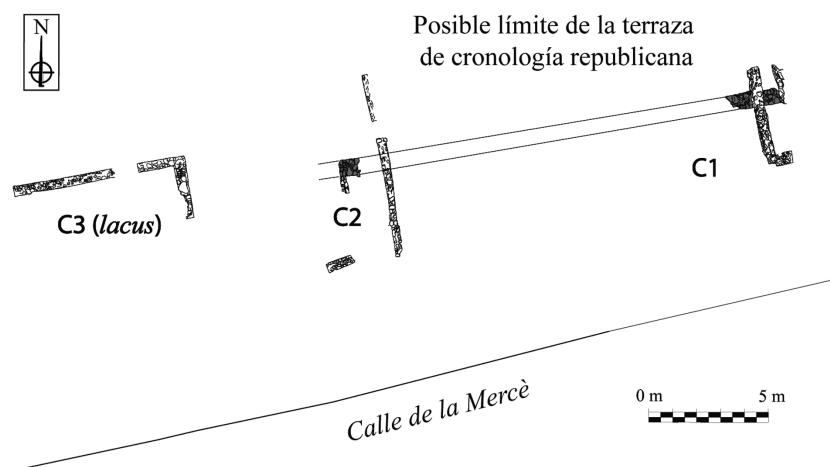 N
Posible límite de la terraza
de cronología republicana
C1
C2
C3 (lacus)
Calle de la Mercè
0 m 5 m